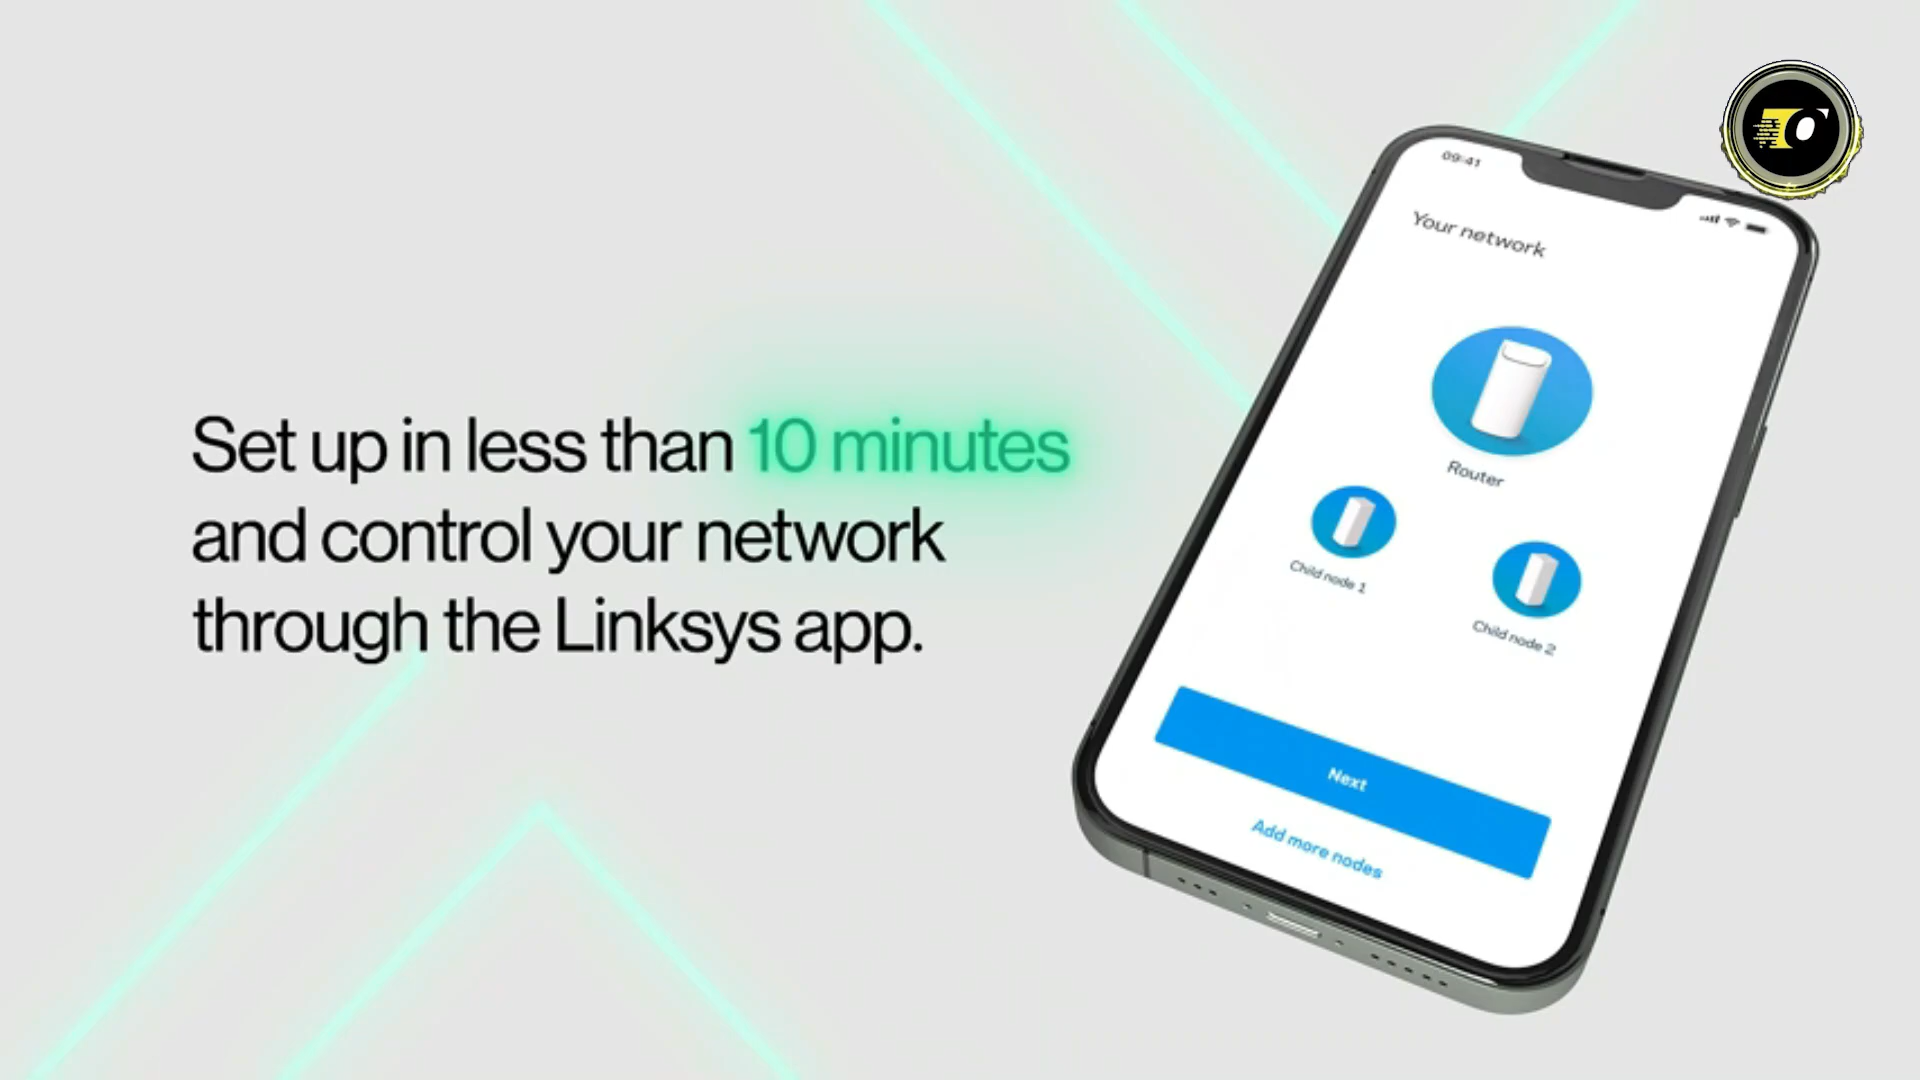 Set up in less than 10 minutes
and control your network
through the Linksys app.
09:41
Your network
Router
Child node 1
Child node 2
Next
Add more nodes